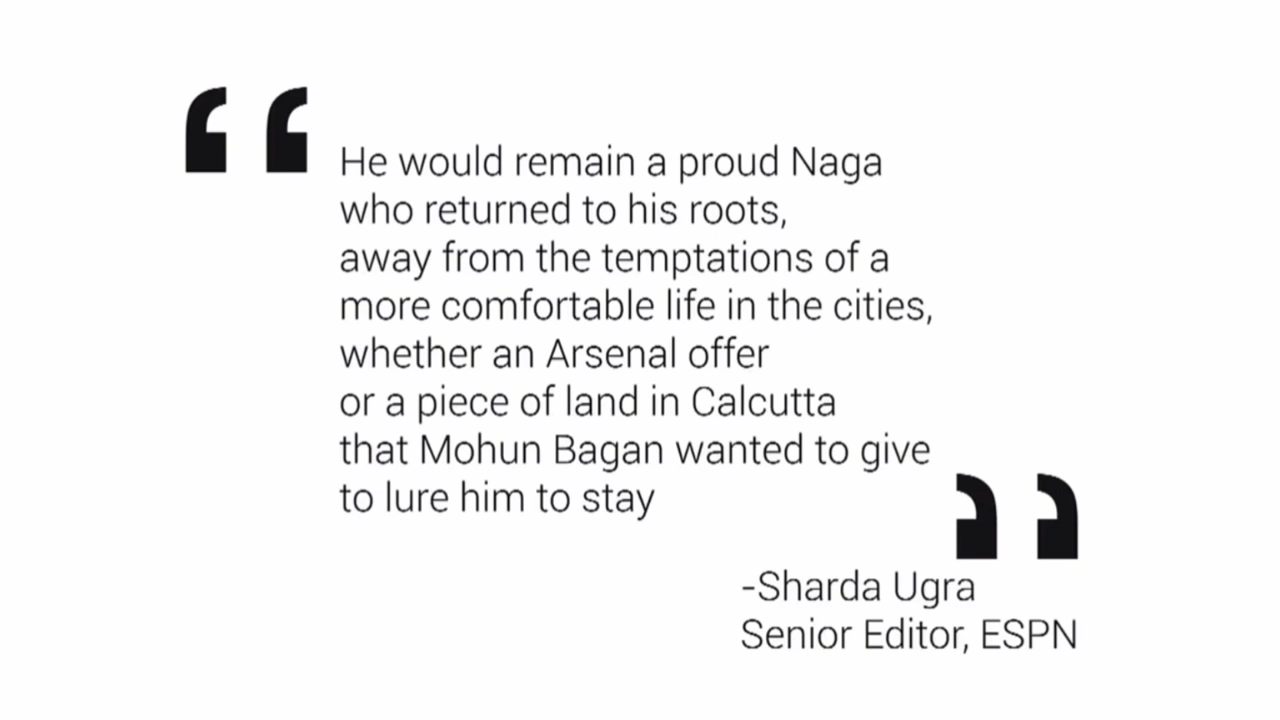 “ He would remain a proud Naga
who returned to his roots,
away from the temptations of a
more comfortable life in the cities,
whether an Arsenal offer
or a piece of land in Calcutta
that Mohun Bagan wanted to give
to lure him to stay ”
-Sharda Ugra
Senior Editor, ESPN